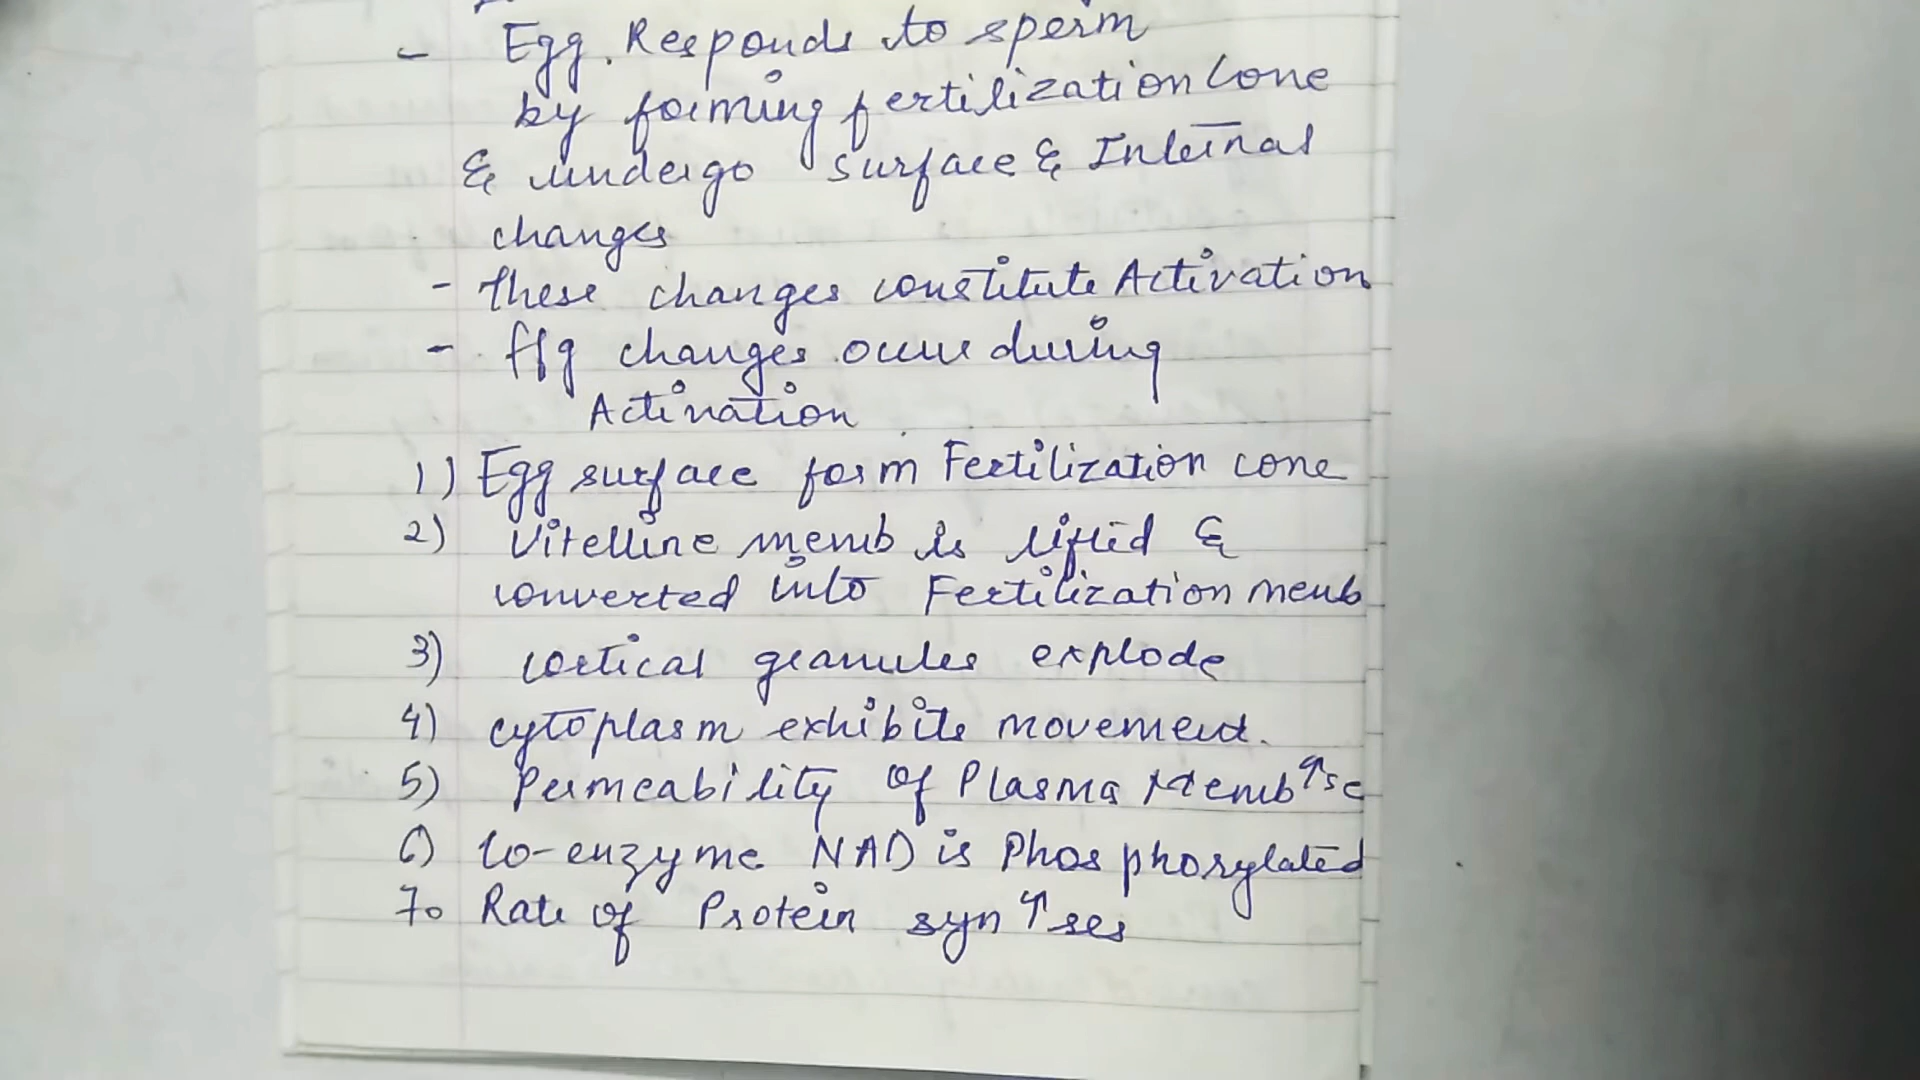 - Egg. Responds to sperm
by forming fertilization Cone
& undergo surface & Internal
changes
- these changes constitute Activation
- ffg changes occur during
Activation
1) Egg surface form Fertilization cone
2) Vitelline memb is lifted &
converted into Fertilization memb
3) cortical granules explode
4) cytoplasm exhibits movement.
5) Permeability of Plasma Memb ↑se
6) Co-enzyme NAD is Phosphorylated
7o Rate of Protein syn ↑ses